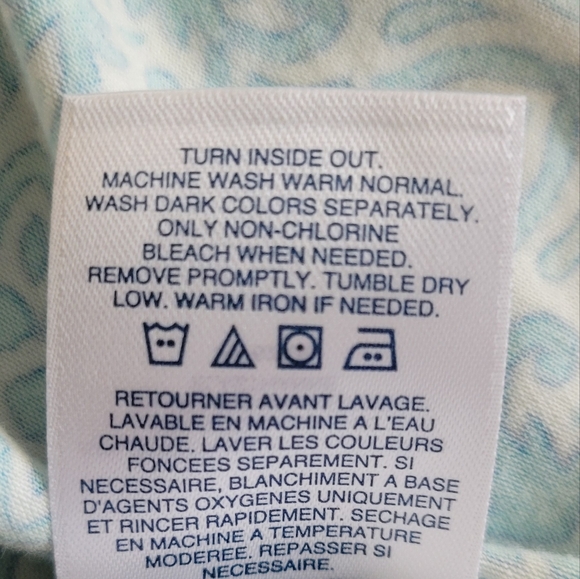 TURN INSIDE OUT.
MACHINE WASH WARM NORMAL.
WASH DARK COLORS SEPARATELY.
ONLY NON-CHLORINE
BLEACH WHEN NEEDED.
REMOVE PROMPTLY. TUMBLE DRY
LOW. WARM IRON IF NEEDED.
RETOURNER AVANT LAVAGE.
LAVABLE EN MACHINE A L'EAU
CHAUDE. LAVER LES COULEURS
FONCEES SEPAREMENT. SI
NECESSAIRE, BLANCHIMENT A BASE
D'AGENTS OXYGENES UNIQUEMENT
ET RINCER RAPIDEMENT. SECHAGE
EN MACHINE A TEMPERATURE
MODEREE. REPASSER SI
NECESSAIRE.